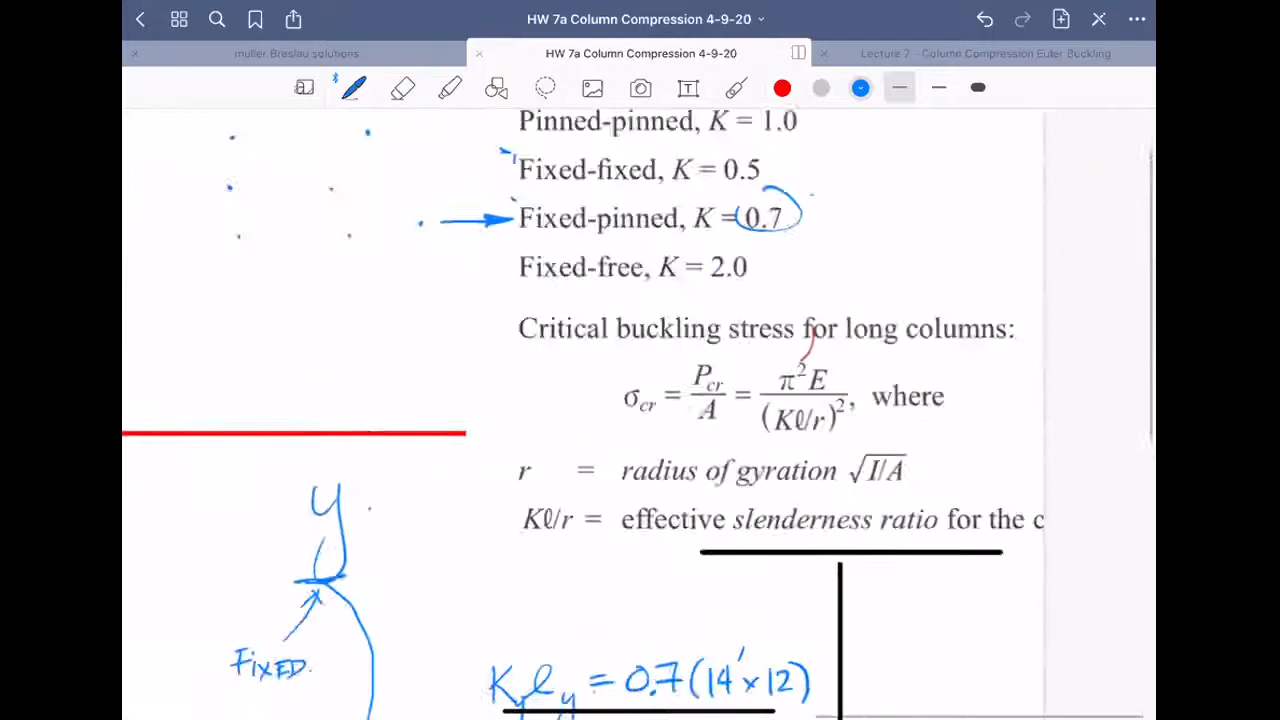 HW 7a Column Compression 4-9-20
muller Breslau solutions
HW 7a Column Compression 4-9-20
Lecture 7 - Column Compression Euter Buckling
T
Pinned-pinned, K = 1.0
Fixed-fixed, K = 0.5
Fixed-pinned, K = 0.7
Fixed-free, K = 2.0
Critical buckling stress for long columns:
σcr = Pcr/A = π²E/(Kℓ/r)², where
r = radius of gyration √I/A
Kℓ/r = effective slenderness ratio for the c
y
FIXED.
Kyℓy = 0.7(14'×12)